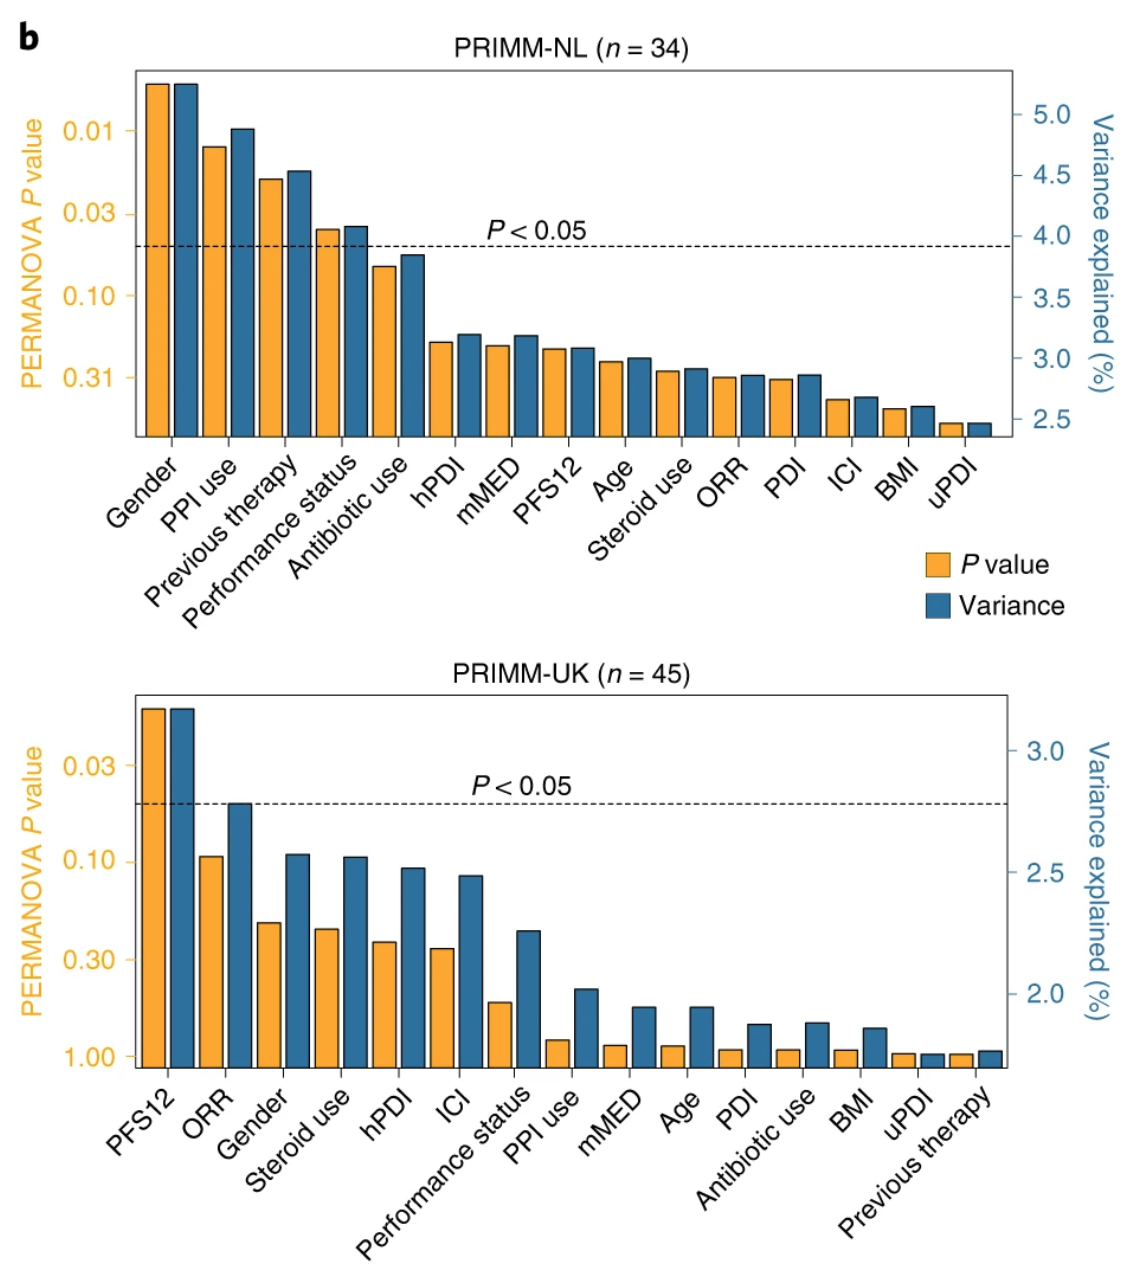 b
PRIMM-NL (n = 34)
PERMANOVA P value
0.01
0.03
0.10
0.31
P < 0.05
5.0
4.5
4.0
3.5
3.0
2.5
Variance explained (%)
Gender
PPI use
Previous therapy
Performance status
Antibiotic use
hPDI
mMED
PFS12
Age
Steroid use
ORR
PDI
ICI
BMI
uPDI
P value
Variance
PRIMM-UK (n = 45)
PERMANOVA P value
0.03
0.10
0.30
1.00
P < 0.05
3.0
2.5
2.0
Variance explained (%)
PFS12
ORR
Gender
Steroid use
hPDI
ICI
Performance status
PPI use
mMED
Age
PDI
Antibiotic use
BMI
uPDI
Previous therapy